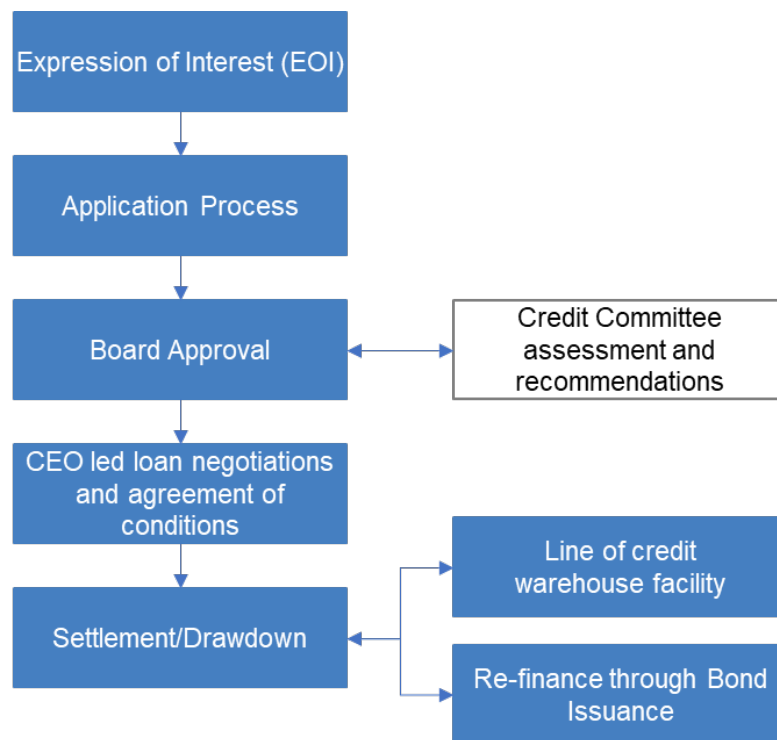 Expression of Interest (EOI)
Application Process
Board Approval
Credit Committee
assessment and
recommendations
CEO led loan negotiations
and agreement of
conditions
Line of credit
warehouse facility
Settlement/Drawdown
Re-finance through Bond
Issuance